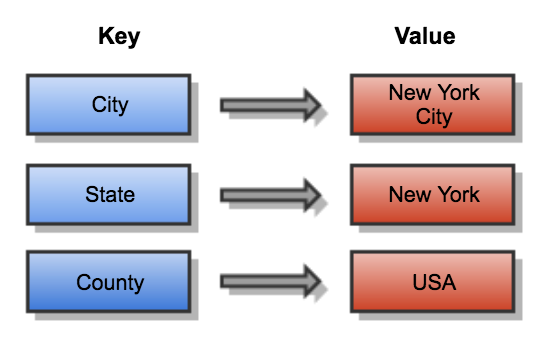 Key
Value
City
New York
City
State
New York
County
USA